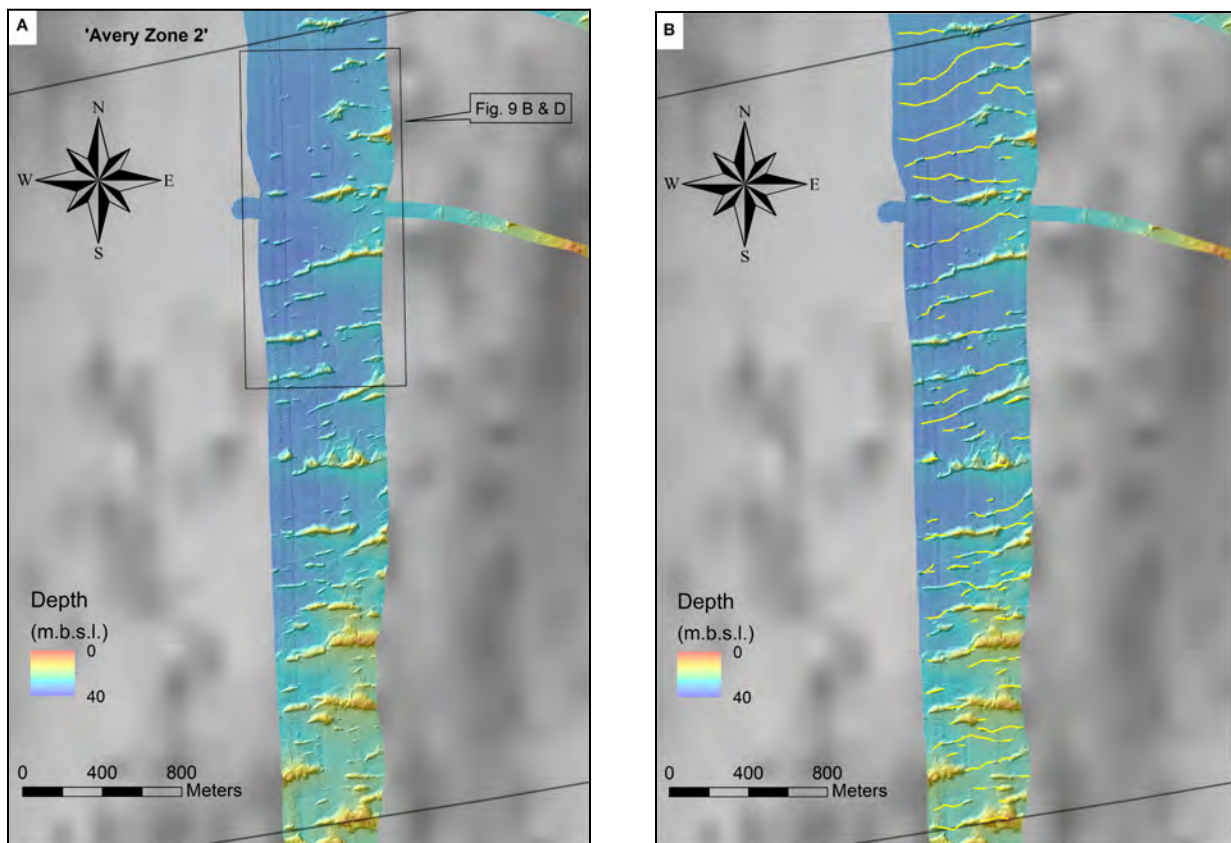 A
'Avery Zone 2'
Fig. 9 B & D
N
W E
S
Depth
(m.b.s.l.)
0
40
0 400 800
Meters
B
N
W E
S
Depth
(m.b.s.l.)
0
40
0 400 800
Meters